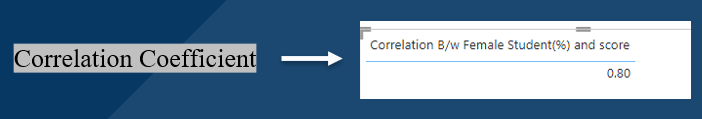 Correlation Coefficient
Correlation B/w Female Student(%) and score
0.80